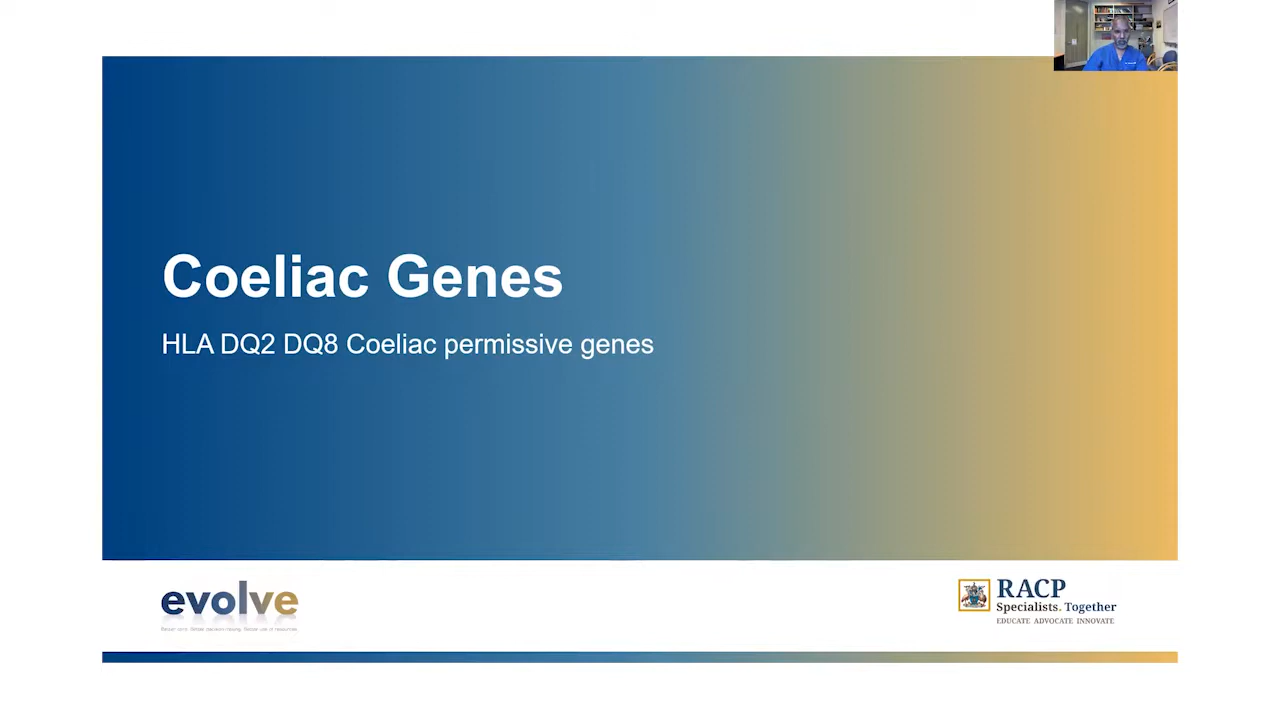 Coeliac Genes
HLA DQ2 DQ8 Coeliac permissive genes
evolve
RACP
Specialists. Together
EDUCATE ADVOCATE INNOVATE